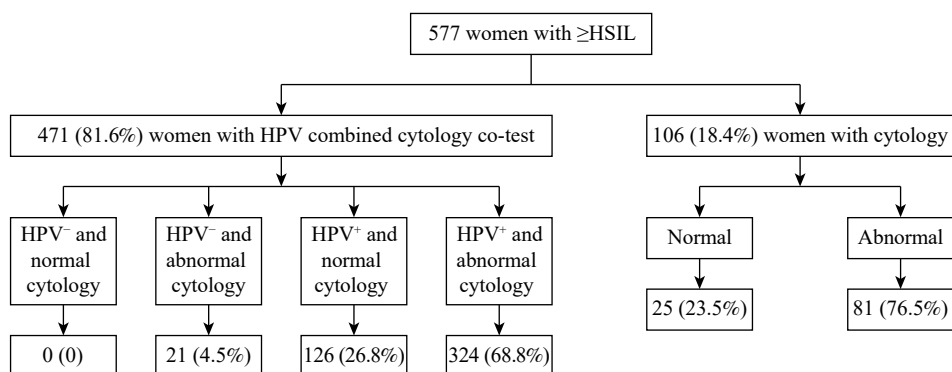 577 women with ≥HSIL
471 (81.6%) women with HPV combined cytology co-test
106 (18.4%) women with cytology
HPV⁻ and
normal
cytology
HPV⁻ and
abnormal
cytology
HPV⁺ and
normal
cytology
HPV⁺ and
abnormal
cytology
Normal
Abnormal
0 (0)
21 (4.5%)
126 (26.8%)
324 (68.8%)
25 (23.5%)
81 (76.5%)